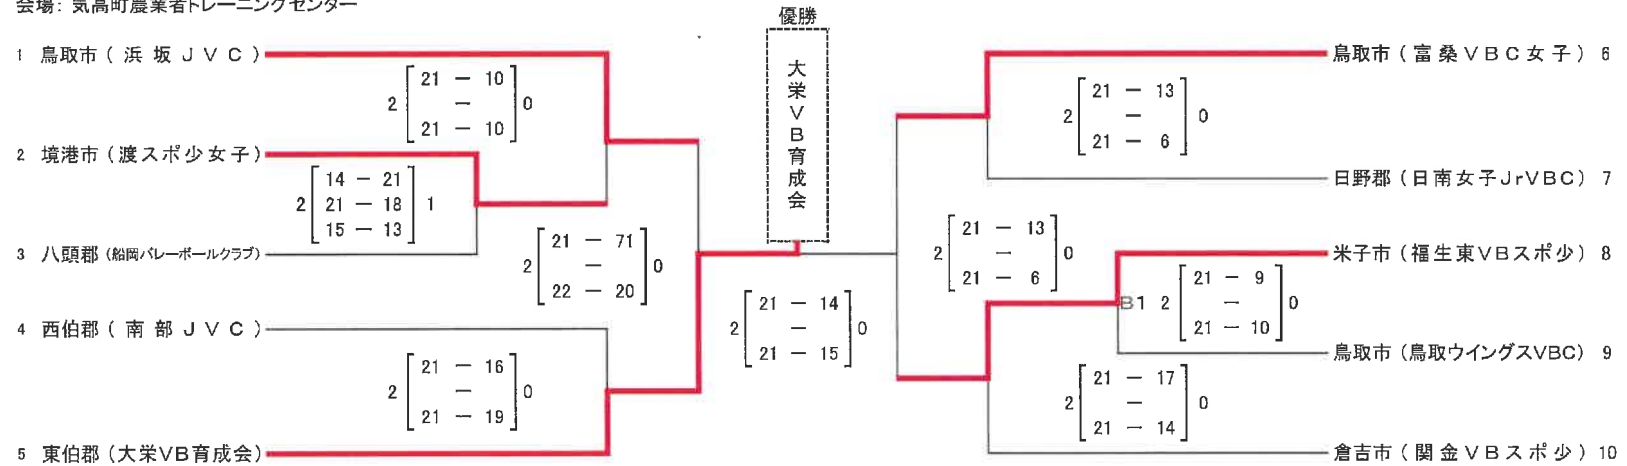 会場：気高町農業者トレーニングセンター
優勝
大栄VB育成会
1 鳥取市（浜坂JVC）
2 [21 － 10 － 21 － 10] 0
2 境港市（渡スポ少女子）
2 [14 － 21 21 － 18 15 － 13] 1
3 八頭郡（船岡バレーボールクラブ）
2 [21 － 71 － 22 － 20] 0
4 西伯郡（南部JVC）
2 [21 － 16 － 21 － 19] 0
5 東伯郡（大栄VB育成会）
2 [21 － 14 － 21 － 15] 0
鳥取市（富桑VBC女子） 6
2 [21 － 13 － 21 － 6] 0
日野郡（日南女子JrVBC） 7
2 [21 － 13 － 21 － 6] 0
米子市（福生東VBスポ少） 8
B1 2 [21 － 9 － 21 － 10] 0
鳥取市（鳥取ウイングスVBC） 9
2 [21 － 17 － 21 － 14] 0
倉吉市（関金VBスポ少） 10